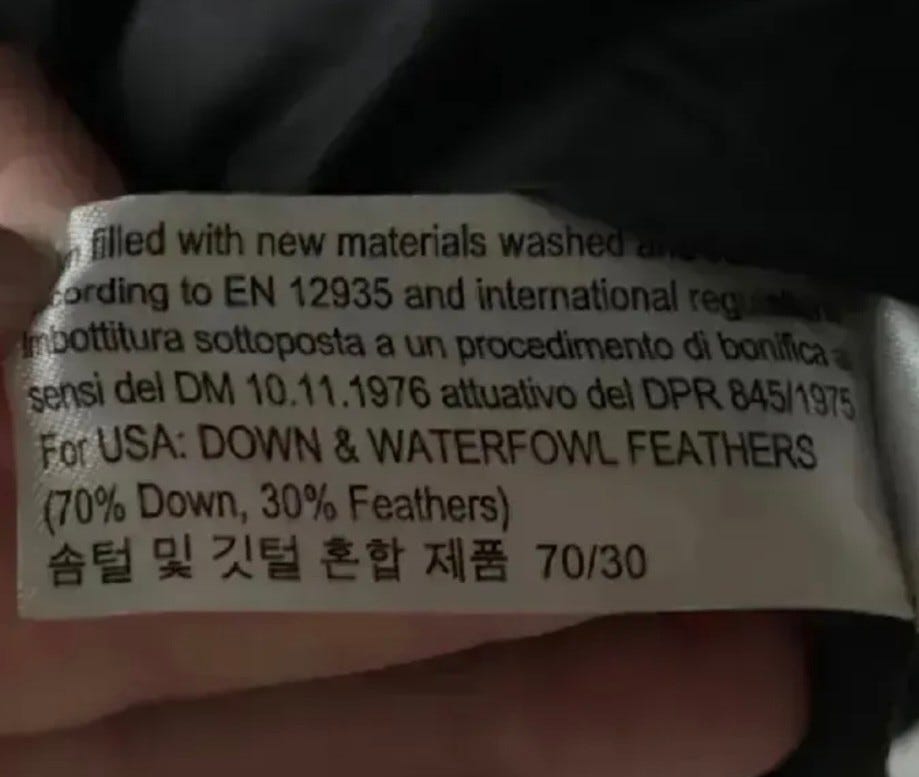 filled with new materials washed
cording to EN 12935 and international
mbottitura sottoposta a un procedimento di bonifica
sensi del DM 10.11.1976 attuativo del DPR 845/1975
For USA: DOWN & WATERFOWL FEATHERS
(70% Down, 30% Feathers)
솜털 및 깃털 혼합 제품 70/30